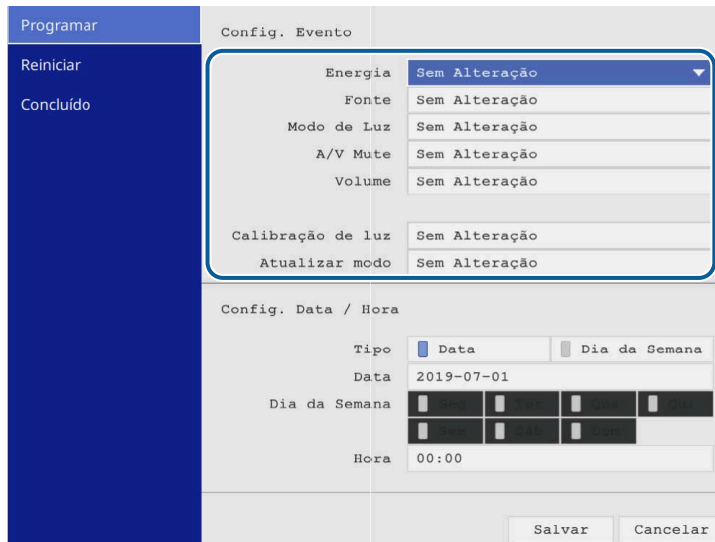 Programar
Reiniciar
Concluído
Config. Evento
Energia Sem Alteração
Fonte Sem Alteração
Modo de Luz Sem Alteração
A/V Mute Sem Alteração
Volume Sem Alteração
Calibração de luz Sem Alteração
Atualizar modo Sem Alteração
Config. Data / Hora
Tipo Data Dia da Semana
Data 2019-07-01
Dia da Semana
Hora 00:00
Salvar Cancelar